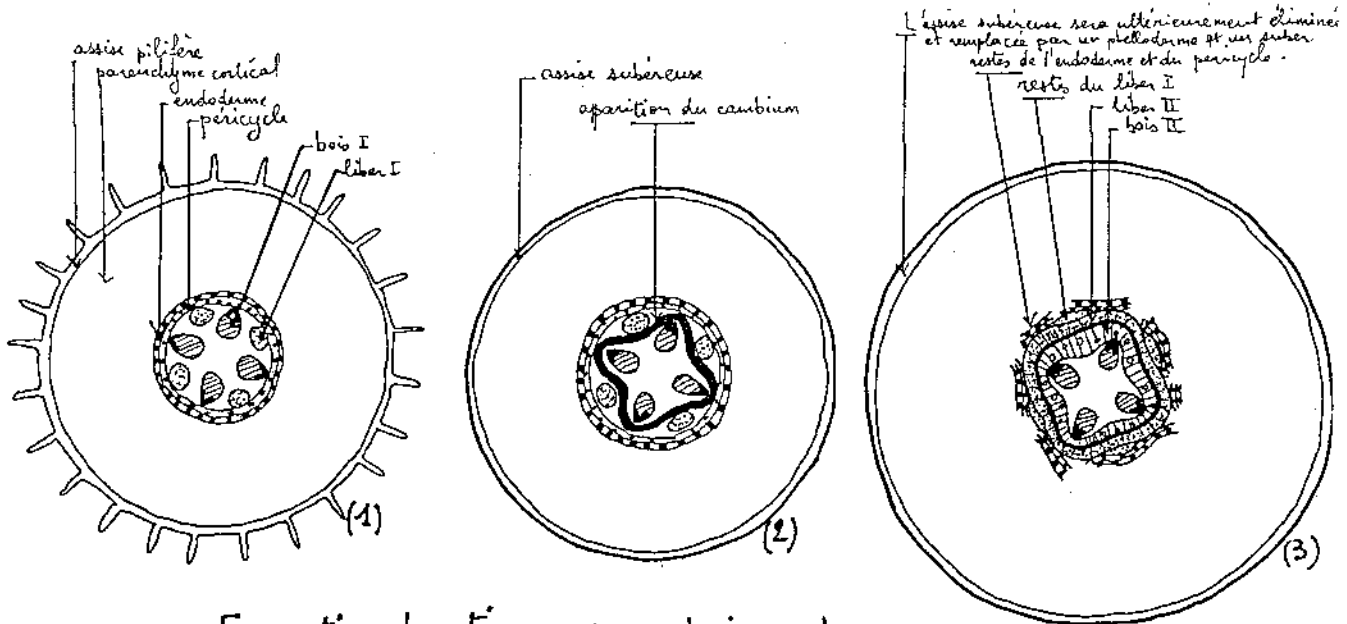 assise pilifère
parenchyme cortical
endoderme
péricycle
bois I
liber I
(1)
assise subéreuse
aparition du cambium
(2)
L'assise subéreuse sera ultérieurement éliminée
et remplacée par un phelloderme et un suber
restes de l'endoderme et du péricycle.
restes du liber I
liber II
bois II
(3)